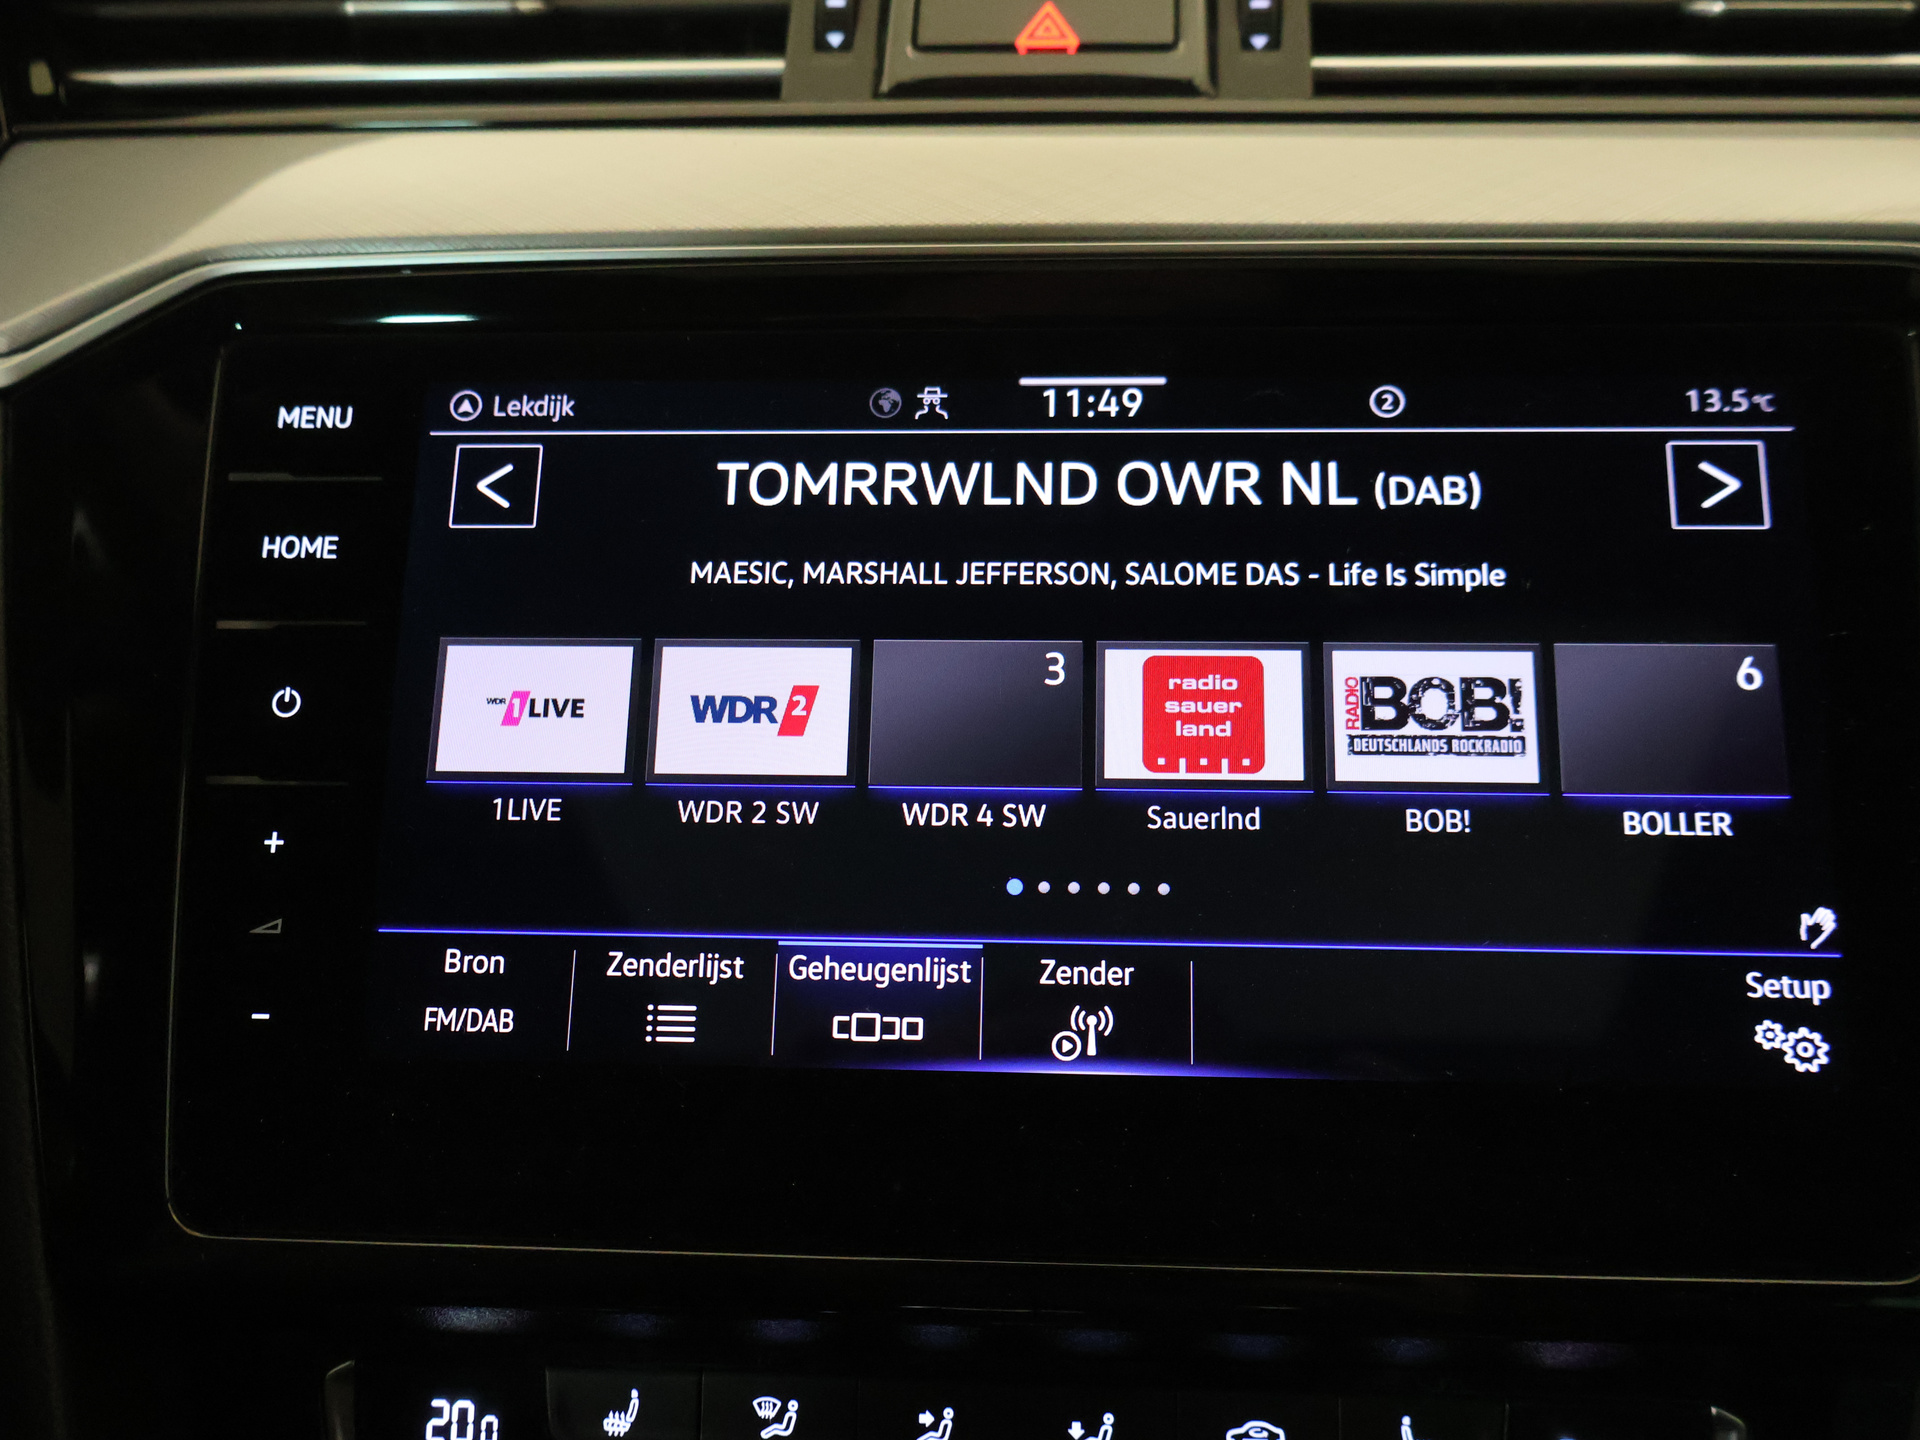 MENU
HOME
Lekdijk
11:49
2
13.5°C
< TOMRRWLND OWR NL (DAB) >
MAESIC, MARSHALL JEFFERSON, SALOME DAS - Life Is Simple
WDR 1LIVE
WDR 2
3
radio
sauer
land
RADIO BOB!
DEUTSCHLANDS ROCKRADIO
6
1LIVE
WDR 2 SW
WDR 4 SW
Sauerlnd
BOB!
BOLLER
+
-
Bron
FM/DAB
Zenderlijst
Geheugenlijst
Zender
Setup
20.0